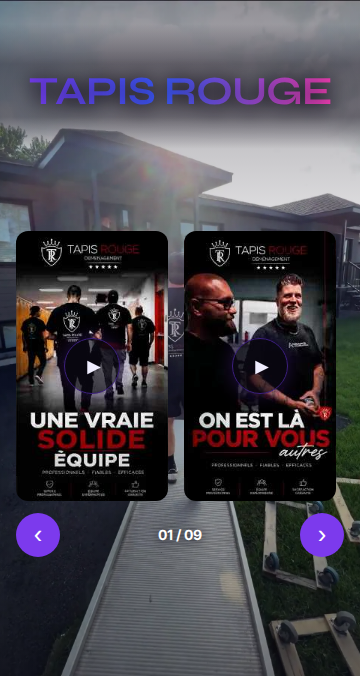 TAPIS ROUGE
TAPIS ROUGE
DÉMÉNAGEMENT
UNE VRAIE
SOLIDE
ÈQUIPE
PROFESSIONNELS · FIABLES · EFFICACES
TAPIS ROUGE
DÉMÉNAGEMENT
ON EST LÀ
POUR VOUS
autres
PROFESSIONNELS · FIABLES · EFFICACES
01 / 09